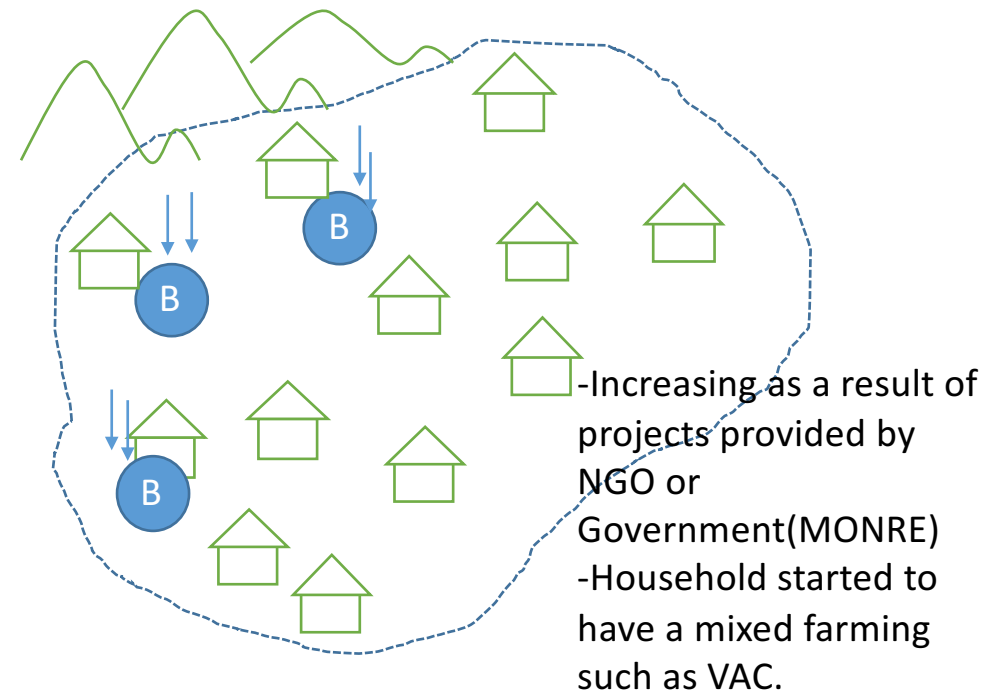 B
B
B
-Increasing as a result of
projects provided by
NGO or
Government(MONRE)
-Household started to
have a mixed farming
such as VAC.